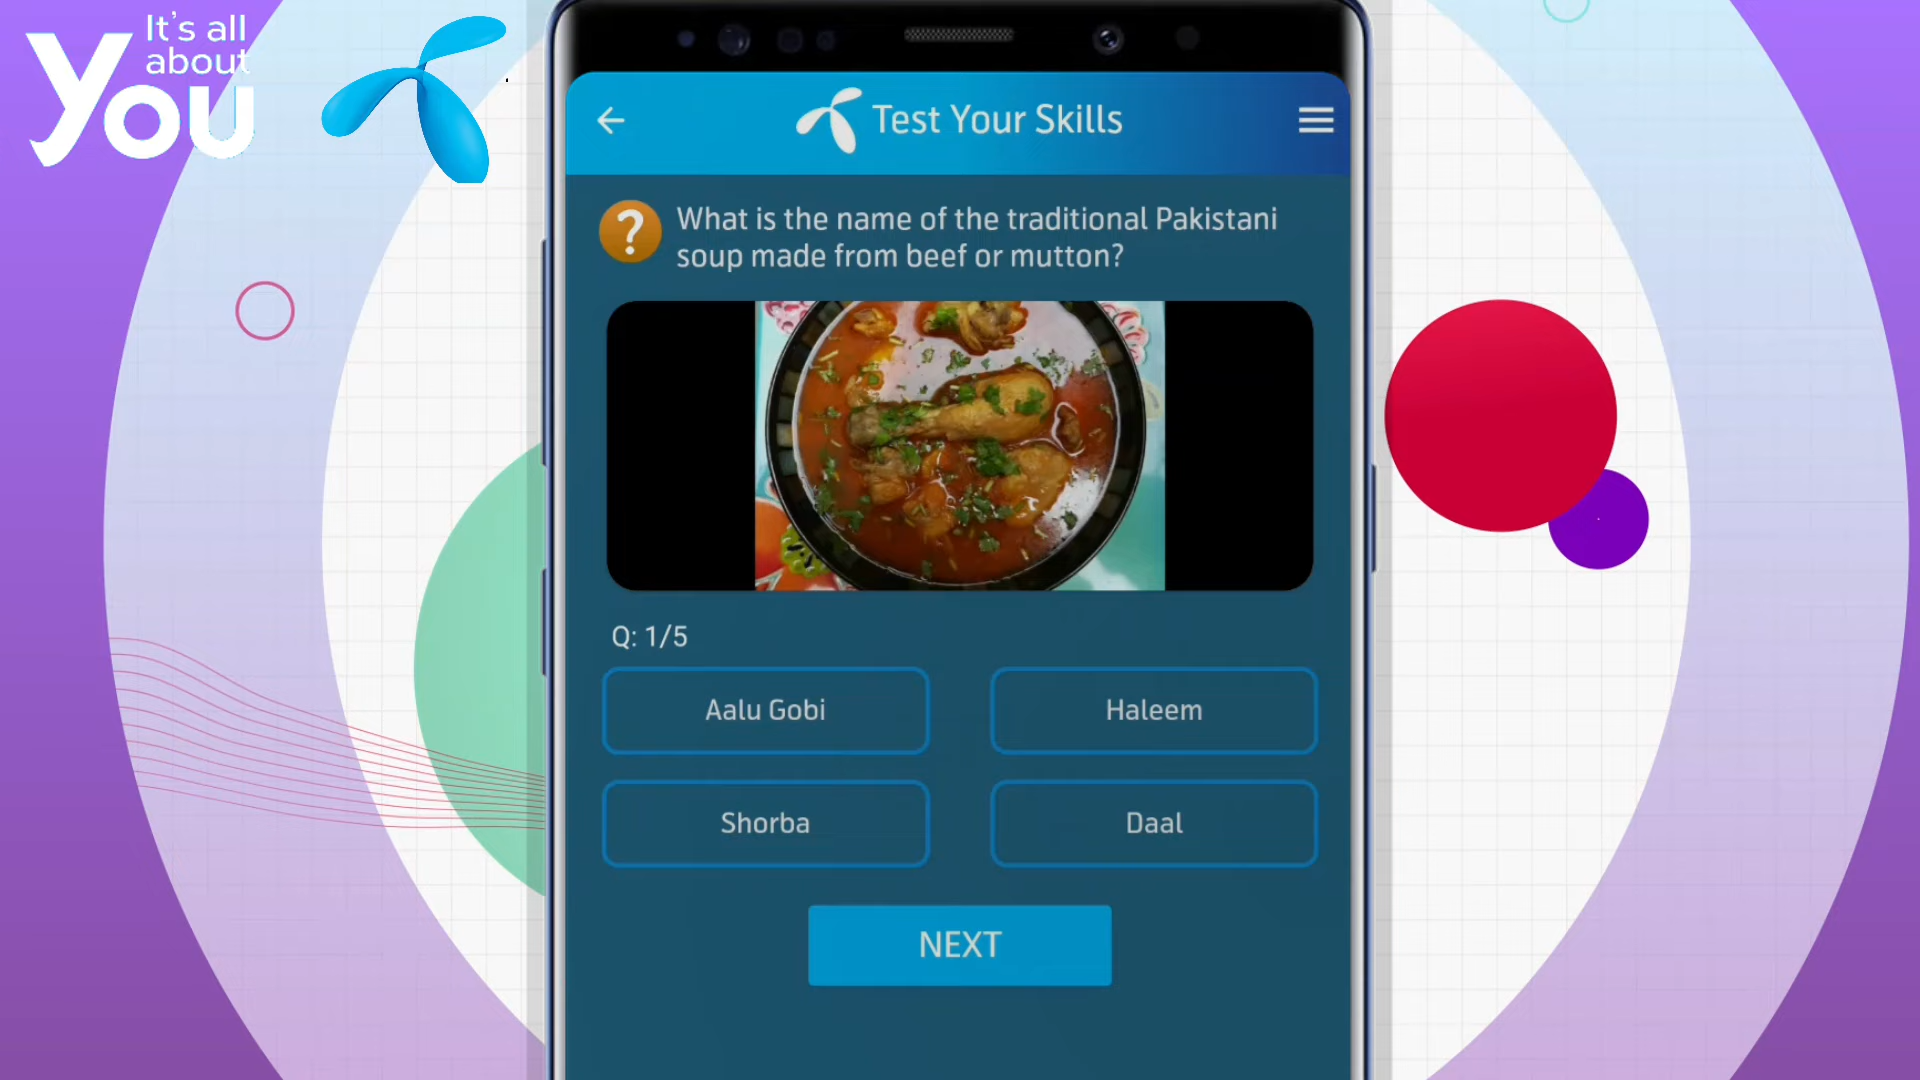 It's all
about
You
Test Your Skills
?
What is the name of the traditional Pakistani
soup made from beef or mutton?
Q: 1/5
Aalu Gobi
Haleem
Shorba
Daal
NEXT